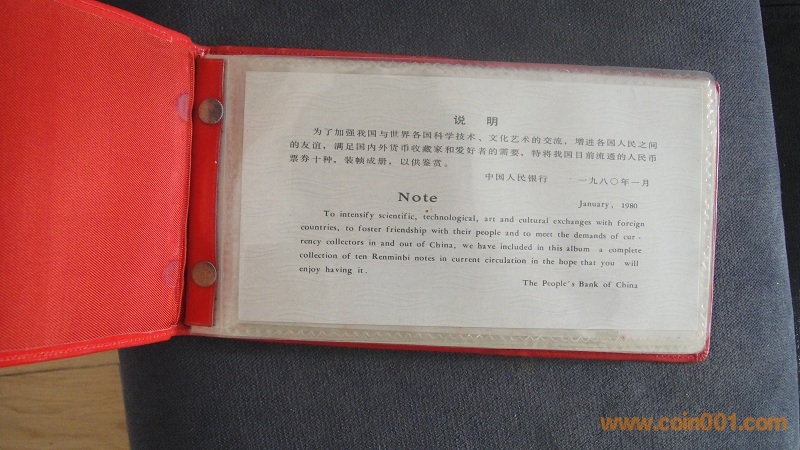 说 明
为了加强我国与世界各国科学技术、文化艺术的交流，增进各国人民之间
的友谊，满足国内外货币收藏家和爱好者的需要，特将我国目前流通的人民币
票券十种，装帧成册，以供鉴赏。
中国人民银行 一九八〇年一月
Note
January, 1980
To intensify scientific, technological, art and cultural exchanges with foreign
countries, to foster friendship with their people and to meet the demands of cur-
rency collectors in and out of China, we have included in this album a complete
collection of ten Renminbi notes in current circulation in the hope that you will
enjoy having it.
The People's Bank of China
www.coin001.com